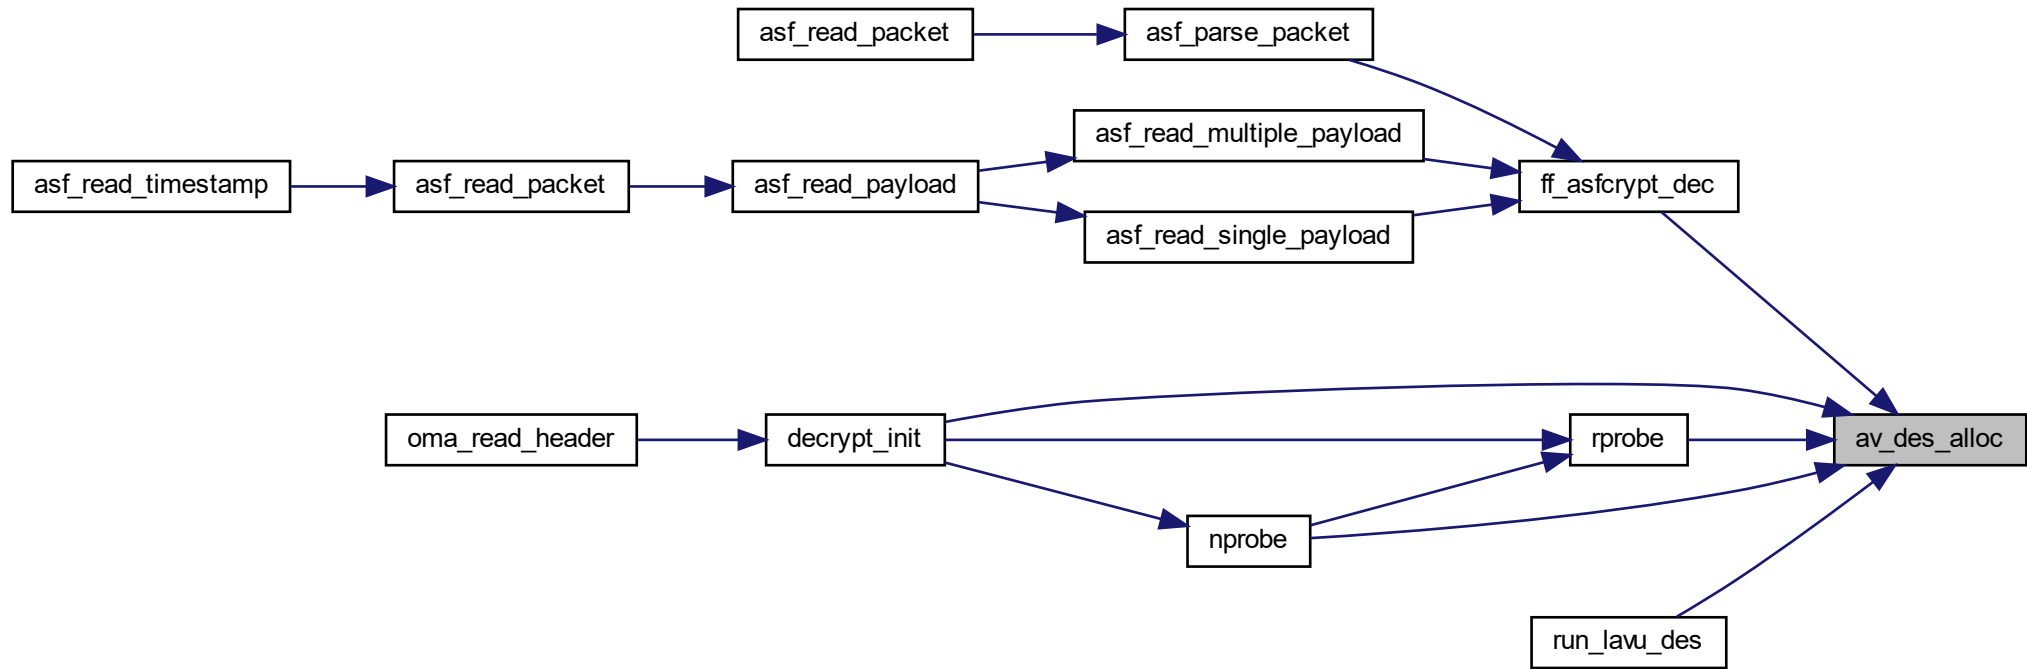 asf_read_packet
asf_parse_packet
asf_read_multiple_payload
asf_read_timestamp
asf_read_packet
asf_read_payload
ff_asfcrypt_dec
asf_read_single_payload
oma_read_header
decrypt_init
rprobe
av_des_alloc
nprobe
run_lavu_des